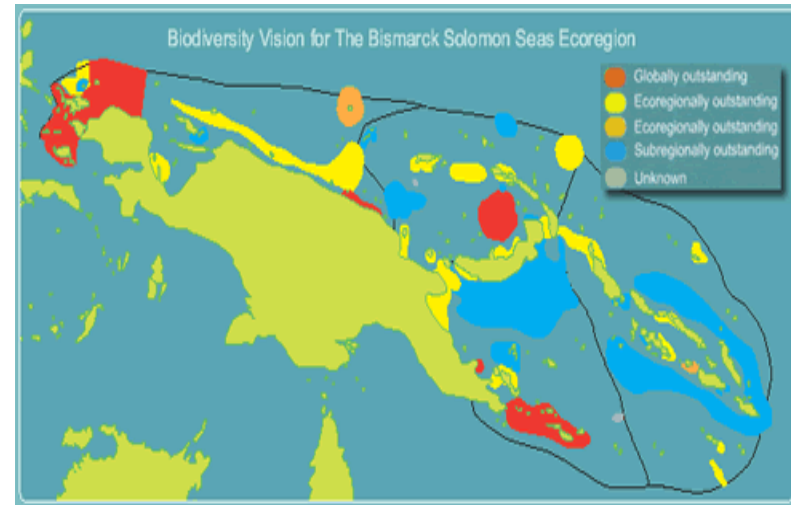 Biodiversity Vision for The Bismarck Solomon Seas Ecoregion
Globally outstanding
Ecoregionally outstanding
Ecoregionally outstanding
Subregionally outstanding
Unknown